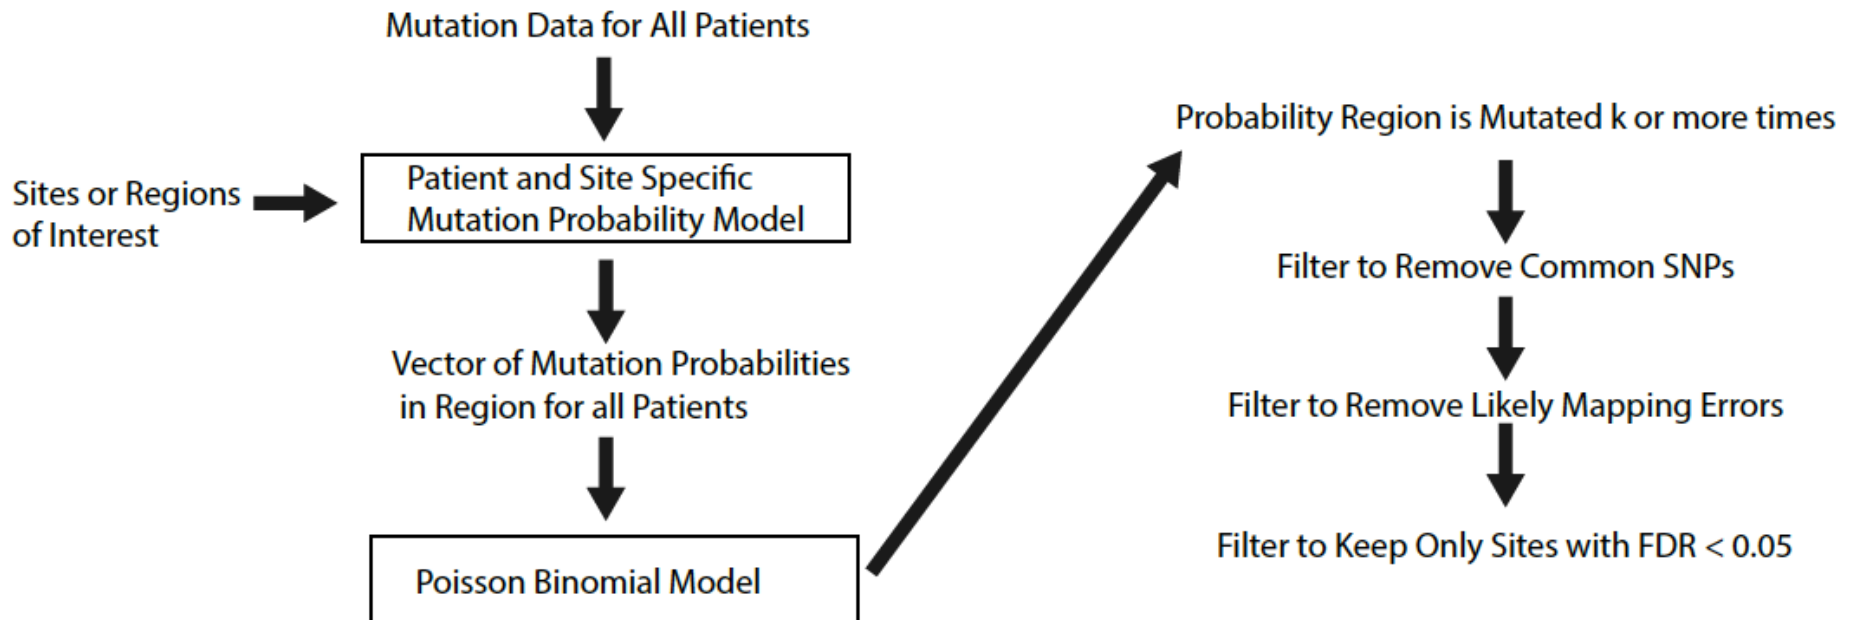 Mutation Data for All Patients
Sites or Regions
of Interest
Patient and Site Specific
Mutation Probability Model
Vector of Mutation Probabilities
in Region for all Patients
Poisson Binomial Model
Probability Region is Mutated k or more times
Filter to Remove Common SNPs
Filter to Remove Likely Mapping Errors
Filter to Keep Only Sites with FDR < 0.05